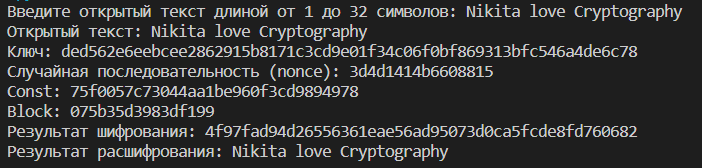 Введите открытый текст длиной от 1 до 32 символов: Nikita love Cryptography
Открытый текст: Nikita love Cryptography
Ключ: ded562e6eebcee2862915b8171c3cd9e01f34c06f0bf869313bfc546a4de6c78
Случайная последовательность (nonce): 3d4d1414b6608815
Const: 75f0057c73044aa1be960f3cd9894978
Block: 075b35d3983df199
Результат шифрования: 4f97fad94d26556361eae56ad95073d0ca5fcde8fd760682
Результат расшифрования: Nikita love Cryptography